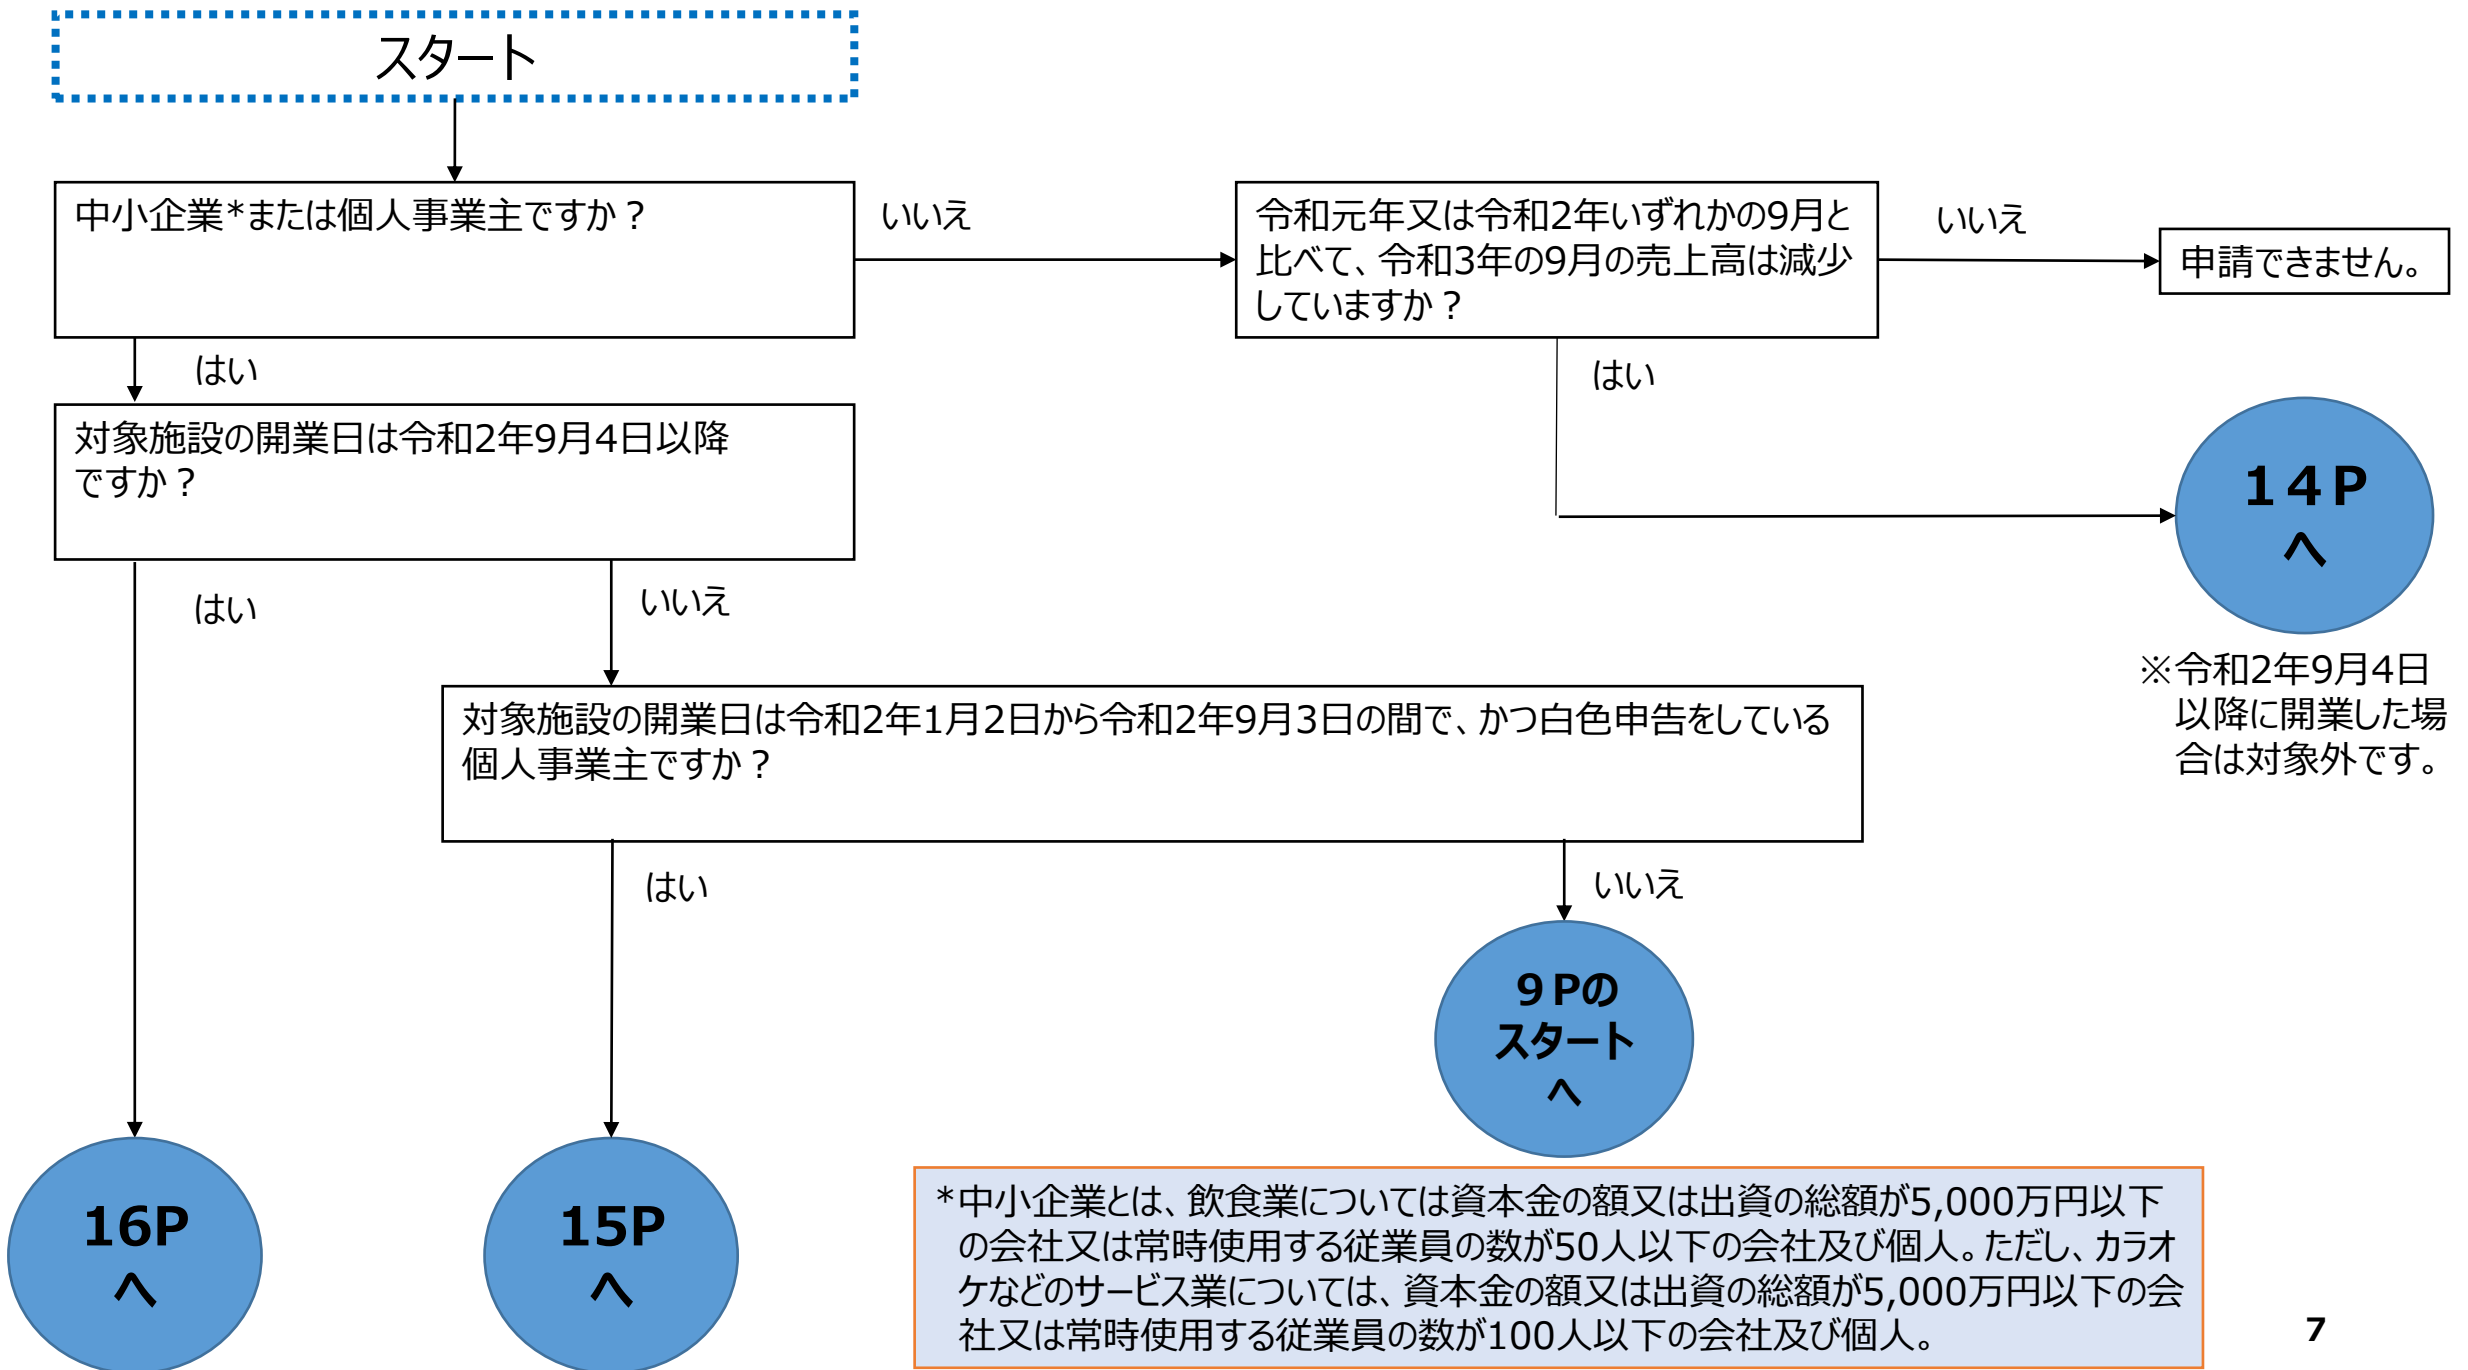 スタート
中小企業*または個人事業主ですか？
いいえ
令和元年又は令和2年いずれかの9月と
比べて、令和3年の9月の売上高は減少
していますか？
いいえ
申請できません。
はい
はい
対象施設の開業日は令和2年9月4日以降
ですか？
１４Ｐ
へ
※令和2年9月4日
以降に開業した場
合は対象外です。
はい
いいえ
対象施設の開業日は令和2年1月2日から令和2年9月3日の間で、かつ白色申告をしている
個人事業主ですか？
はい
いいえ
９Ｐの
スタート
へ
16P
へ
15P
へ
*中小企業とは、飲食業については資本金の額又は出資の総額が5,000万円以下
の会社又は常時使用する従業員の数が50人以下の会社及び個人。ただし、カラオ
ケなどのサービス業については、資本金の額又は出資の総額が5,000万円以下の会
社又は常時使用する従業員の数が100人以下の会社及び個人。
7